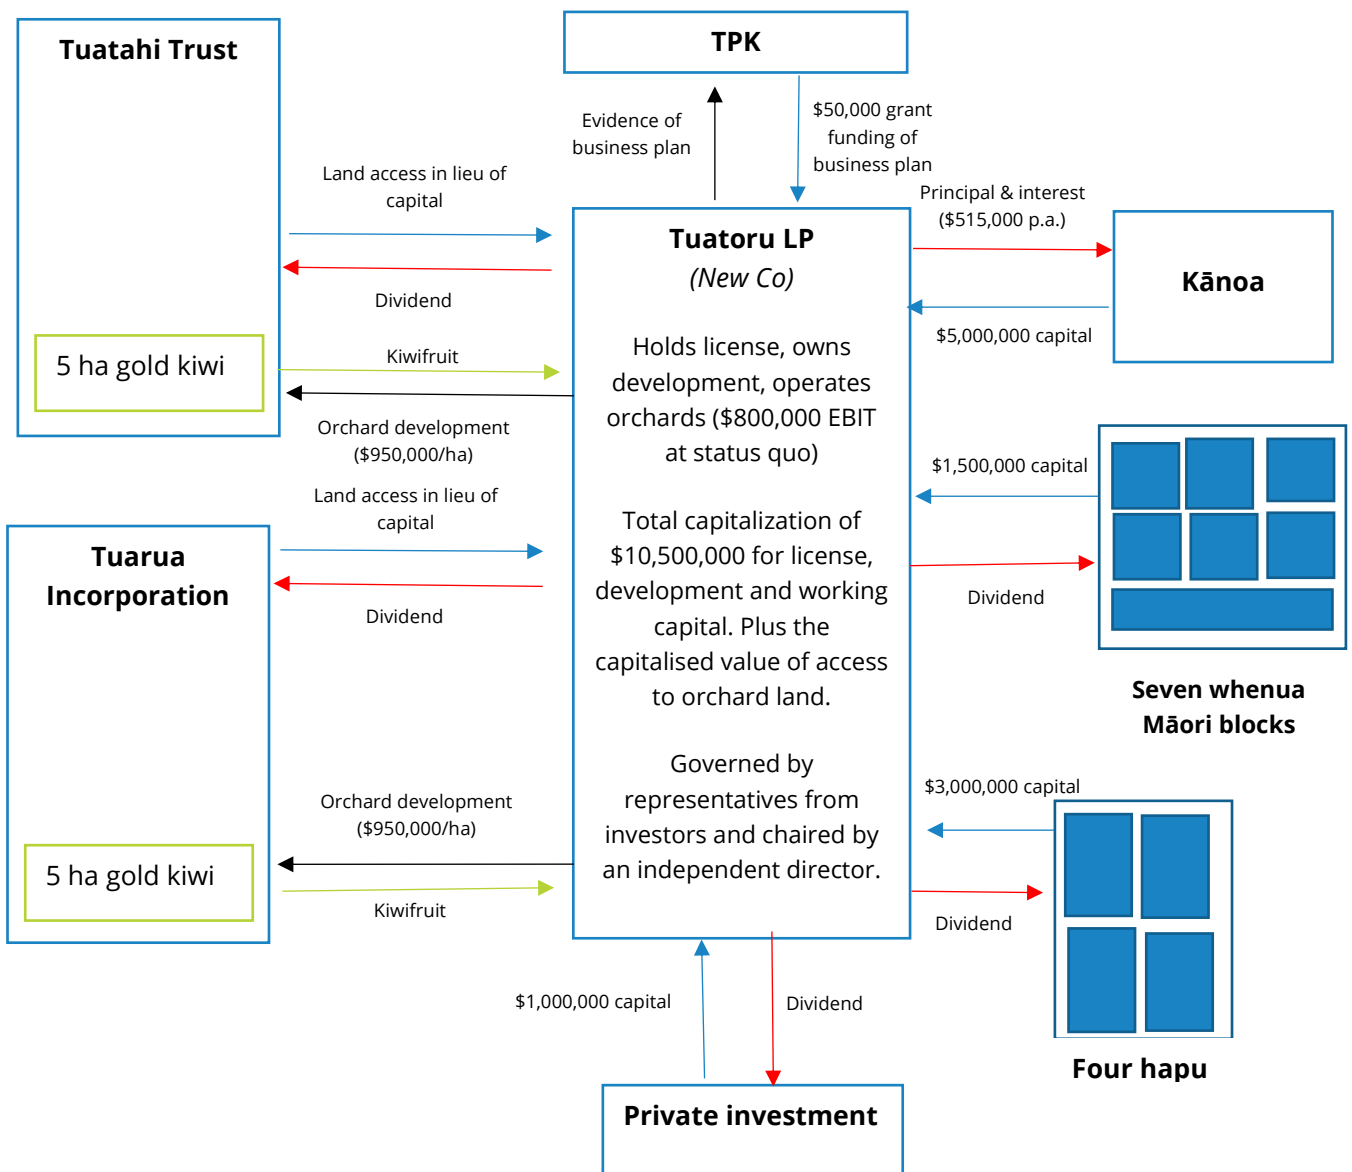 Tuatahi Trust
TPK
Evidence of
business plan
$50,000 grant
funding of
business plan
Land access in lieu of
capital
Dividend
5 ha gold kiwi
Kiwifruit
Orchard development
($950,000/ha)
Land access in lieu of
capital
Tuarua
Incorporation
Dividend
Orchard development
($950,000/ha)
5 ha gold kiwi
Kiwifruit
Tuatoru LP
(New Co)
Holds license, owns
development, operates
orchards ($800,000 EBIT
at status quo)
Total capitalization of
$10,500,000 for license,
development and working
capital. Plus the
capitalised value of access
to orchard land.
Governed by
representatives from
investors and chaired by
an independent director.
Principal & interest
($515,000 p.a.)
Kānoa
$5,000,000 capital
$1,500,000 capital
Dividend
Seven whenua
Māori blocks
$3,000,000 capital
Dividend
Four hapu
$1,000,000 capital
Dividend
Private investment